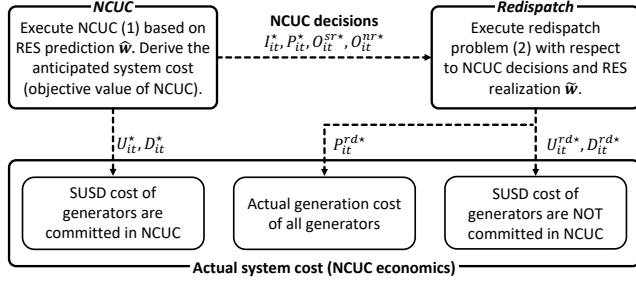 NCUC
Execute NCUC (1) based on
RES prediction ŵ. Derive the
anticipated system cost
(objective value of NCUC).
NCUC decisions
I⋆it, P⋆it, Osr⋆it, Onr⋆it
Redispatch
Execute redispatch
problem (2) with respect
to NCUC decisions and RES
realization w̃.
U⋆it, D⋆it
Prd⋆it
Urd⋆it, Drd⋆it
SUSD cost of
generators are
committed in NCUC
Actual generation cost
of all generators
SUSD cost of
generators are NOT
committed in NCUC
Actual system cost (NCUC economics)